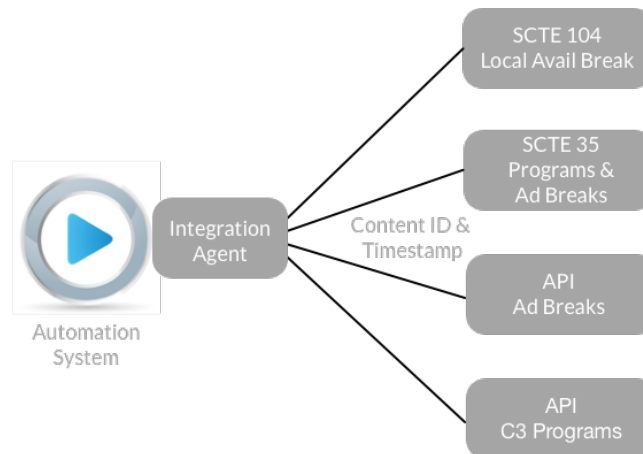 SCTE 104
Local Avail Break
SCTE 35
Programs &
Ad Breaks
Integration
Agent
Content ID &
Timestamp
API
Ad Breaks
Automation
System
API
C3 Programs